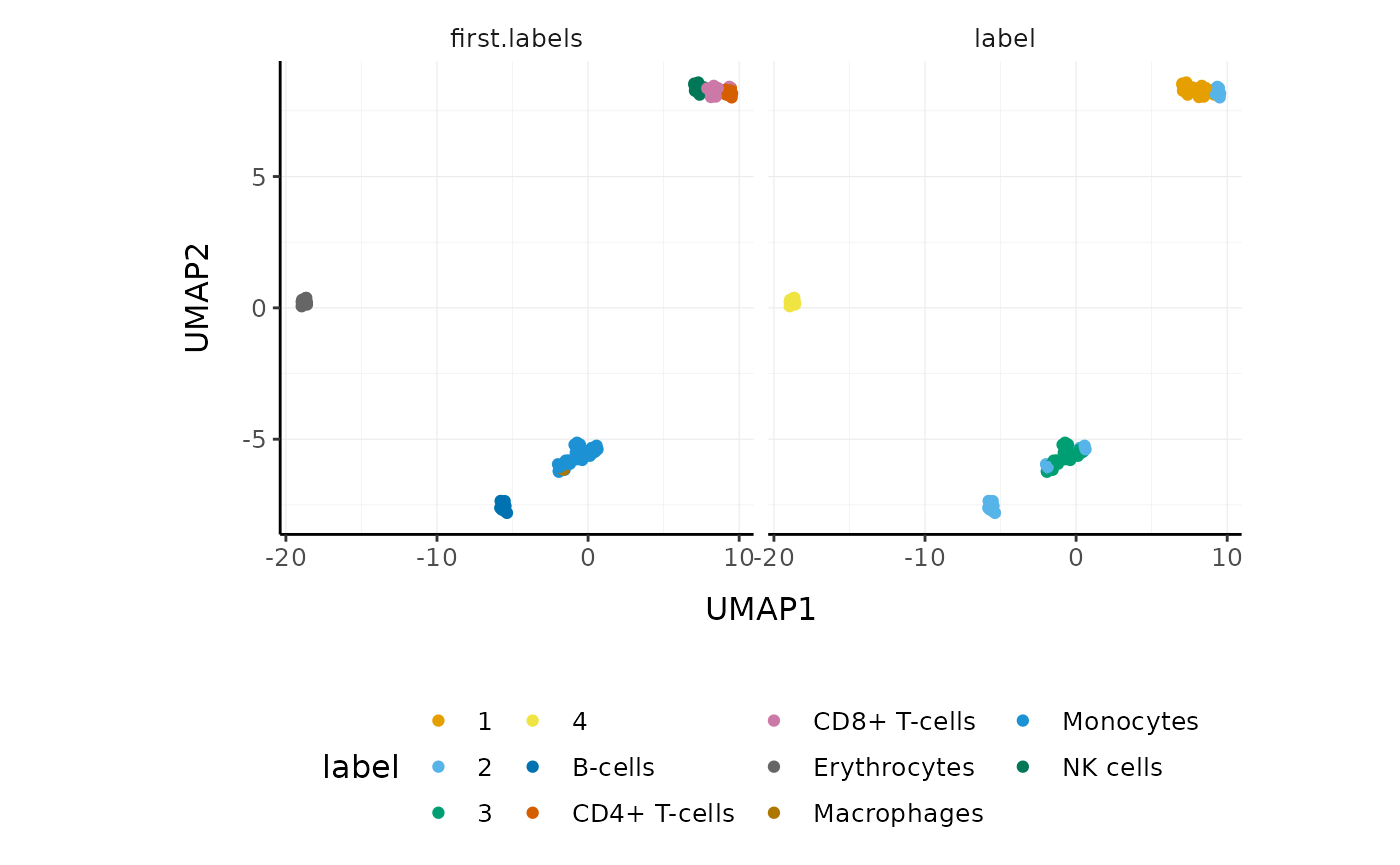 first.labels label
UMAP2
5
0
-5
-20 -10 0 10 -20 -10 0 10
UMAP1
label
1 4 CD8+ T-cells Monocytes
2 B-cells Erythrocytes NK cells
3 CD4+ T-cells Macrophages